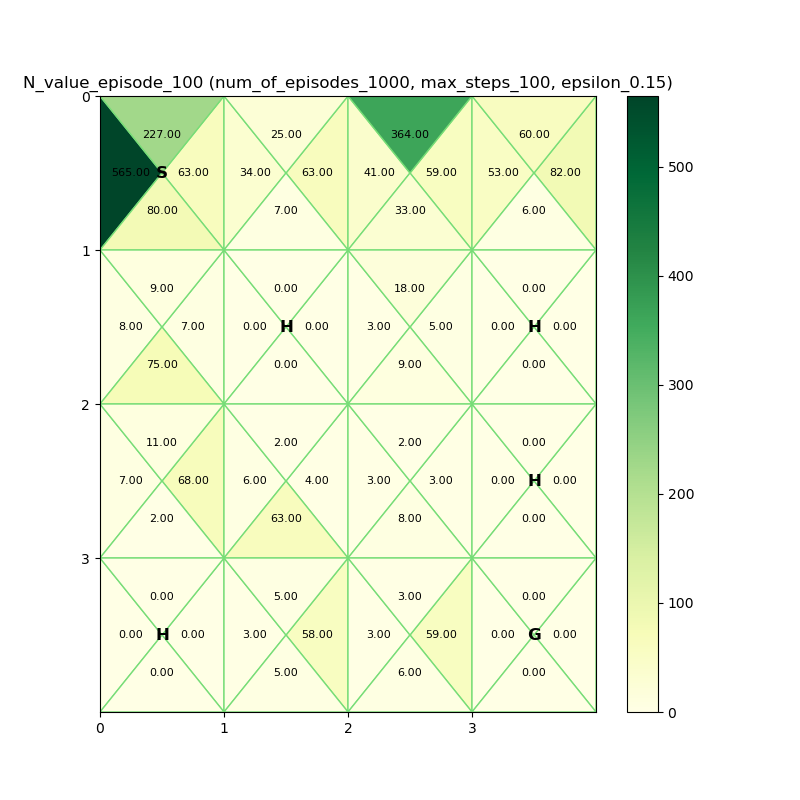 N_value_episode_100 (num_of_episodes_1000, max_steps_100, epsilon_0.15)
0
227.00 25.00 364.00 60.00
565.00 S 63.00 34.00 63.00 41.00 59.00 53.00 82.00
500
80.00 7.00 33.00 6.00
1
9.00 0.00 18.00 0.00
400
8.00 7.00 0.00 H 0.00 3.00 5.00 0.00 H 0.00
75.00 0.00 9.00 0.00
300
2
11.00 2.00 2.00 0.00
7.00 68.00 6.00 4.00 3.00 3.00 0.00 H 0.00
200
2.00 63.00 8.00 0.00
3
0.00 5.00 3.00 0.00
100
0.00 H 0.00 3.00 58.00 3.00 59.00 0.00 G 0.00
0.00 5.00 6.00 0.00
0
0 1 2 3